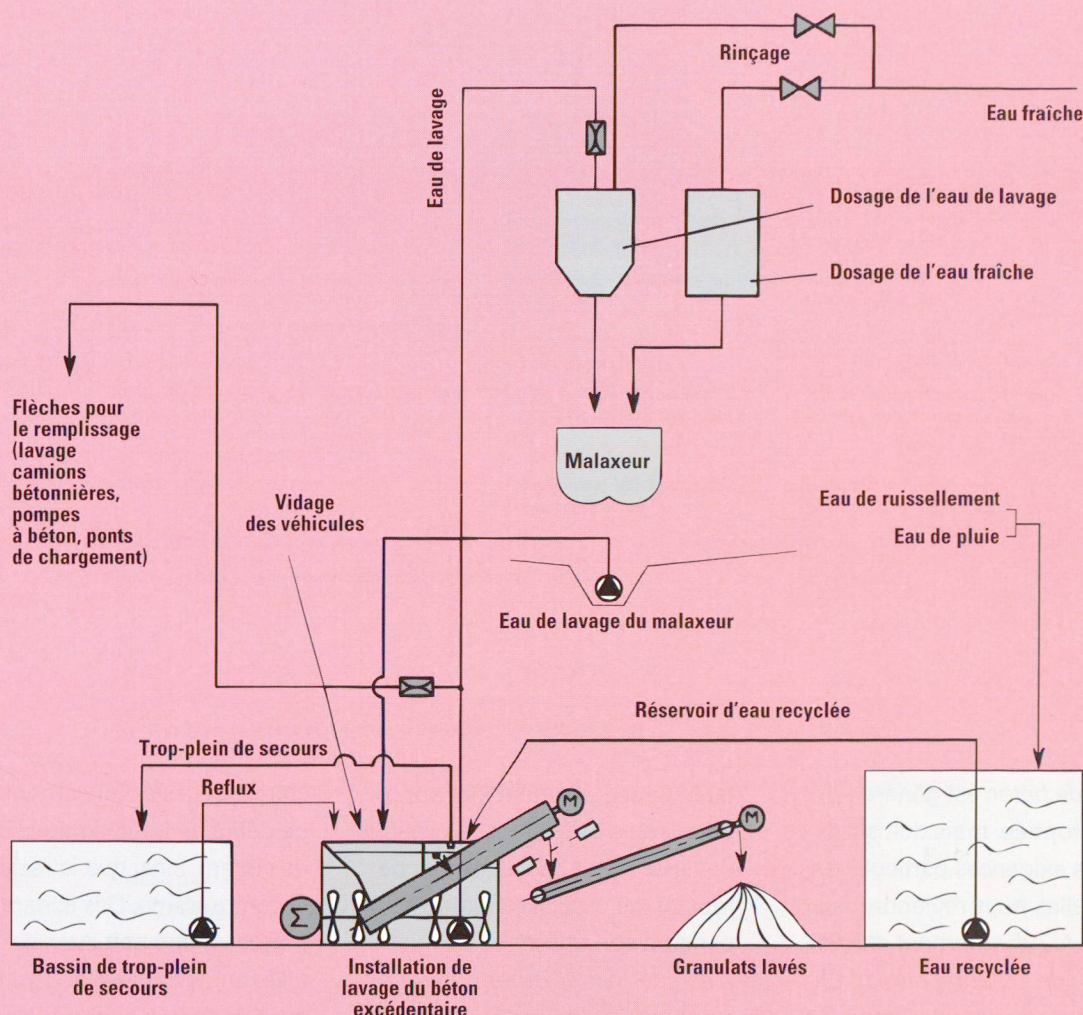 Rinçage
Eau fraîche
Eau de lavage
Dosage de l'eau de lavage
Dosage de l'eau fraîche
Flèches pour
le remplissage
(lavage
camions
bétonnières,
pompes
à béton, ponts
de chargement)
Malaxeur
Vidage
des véhicules
Eau de ruissellement
Eau de pluie
Eau de lavage du malaxeur
Réservoir d'eau recyclée
Trop-plein de secours
Reflux
M
M
Σ
Bassin de trop-plein
de secours
Installation de
lavage du béton
excédentaire
Granulats lavés
Eau recyclée